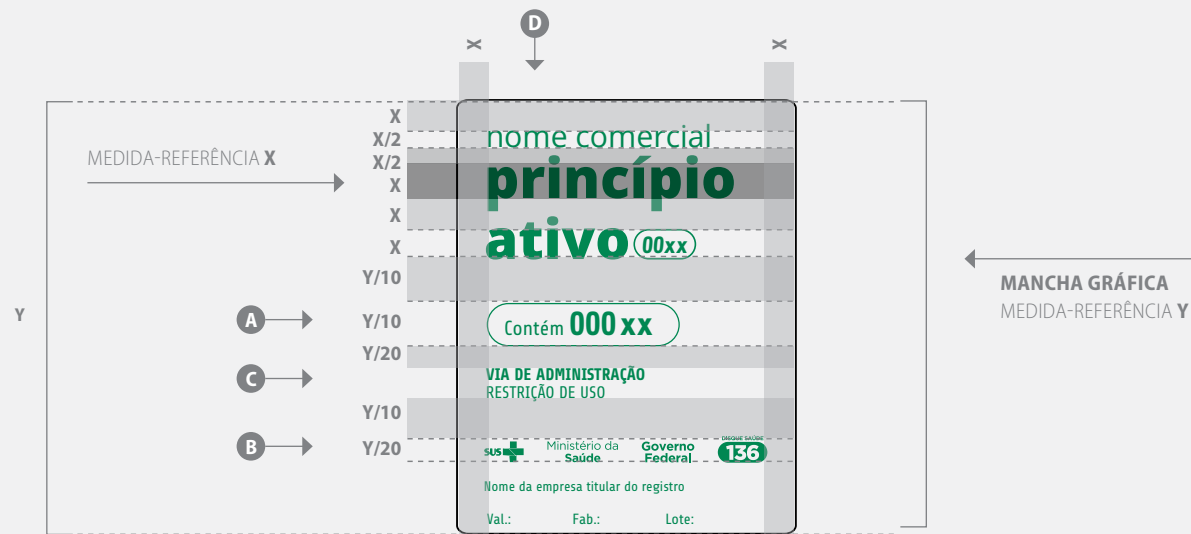 D
X X
X
X/2
X/2
X
X
X
Y/10
Y/10
Y/20
Y/10
Y/20
MEDIDA-REFERÊNCIA X
Y
A
C
B
nome comercial
princípio
ativo 00xx
Contém 000 xx
VIA DE ADMINISTRAÇÃO
RESTRIÇÃO DE USO
SUS
Ministério da
Saúde
Governo
Federal
DISQUE SAÚDE
136
Nome da empresa titular do registro
Val.: Fab.: Lote:
MANCHA GRÁFICA
MEDIDA-REFERÊNCIA Y